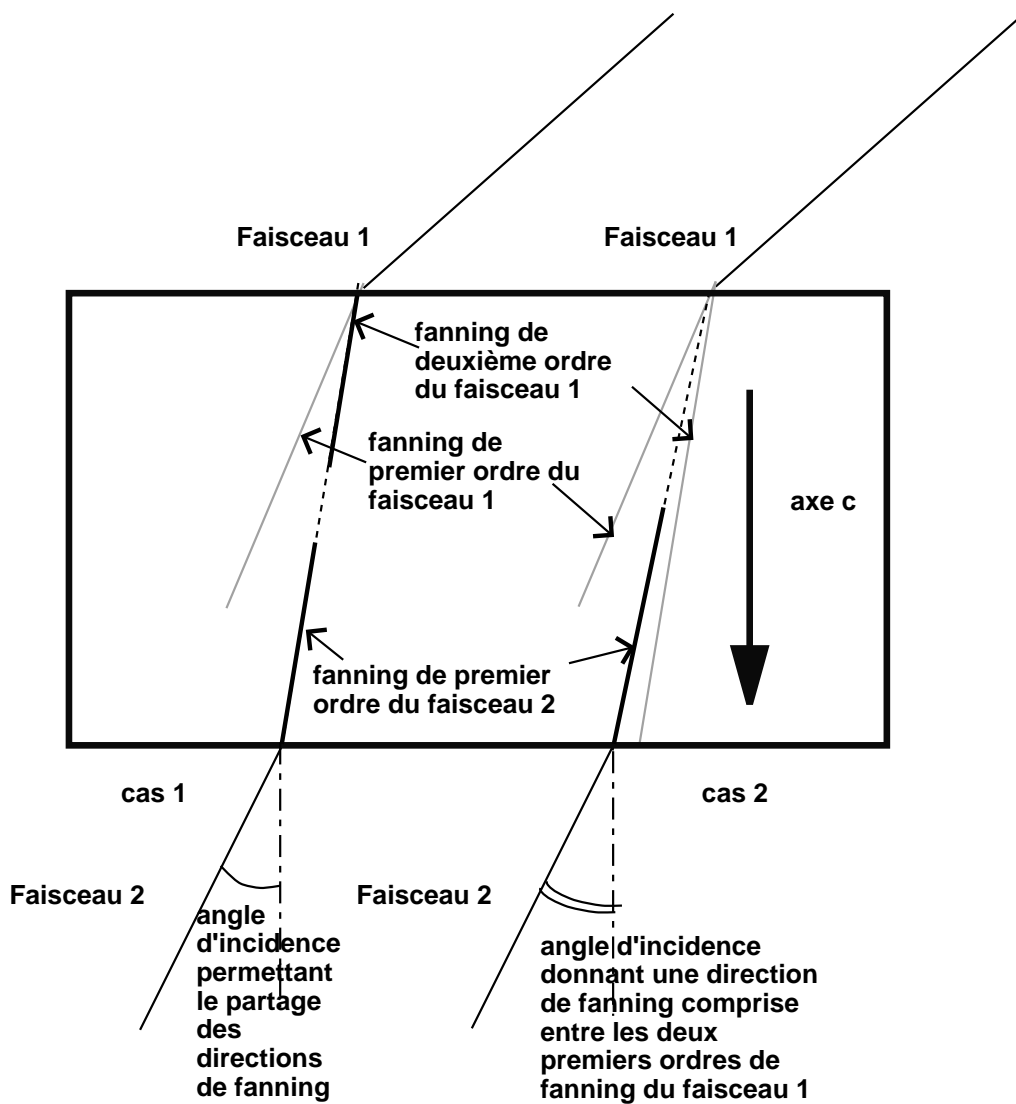 Faisceau 1
Faisceau 1
fanning de
deuxième ordre
du faisceau 1
fanning de
premier ordre du
faisceau 1
axe c
fanning de premier
ordre du faisceau 2
cas 1
cas 2
Faisceau 2
Faisceau 2
angle
d'incidence
permettant
le partage
des
directions
de fanning
angle d'incidence
donnant une direction
de fanning comprise
entre les deux
premiers ordres de
fanning du faisceau 1